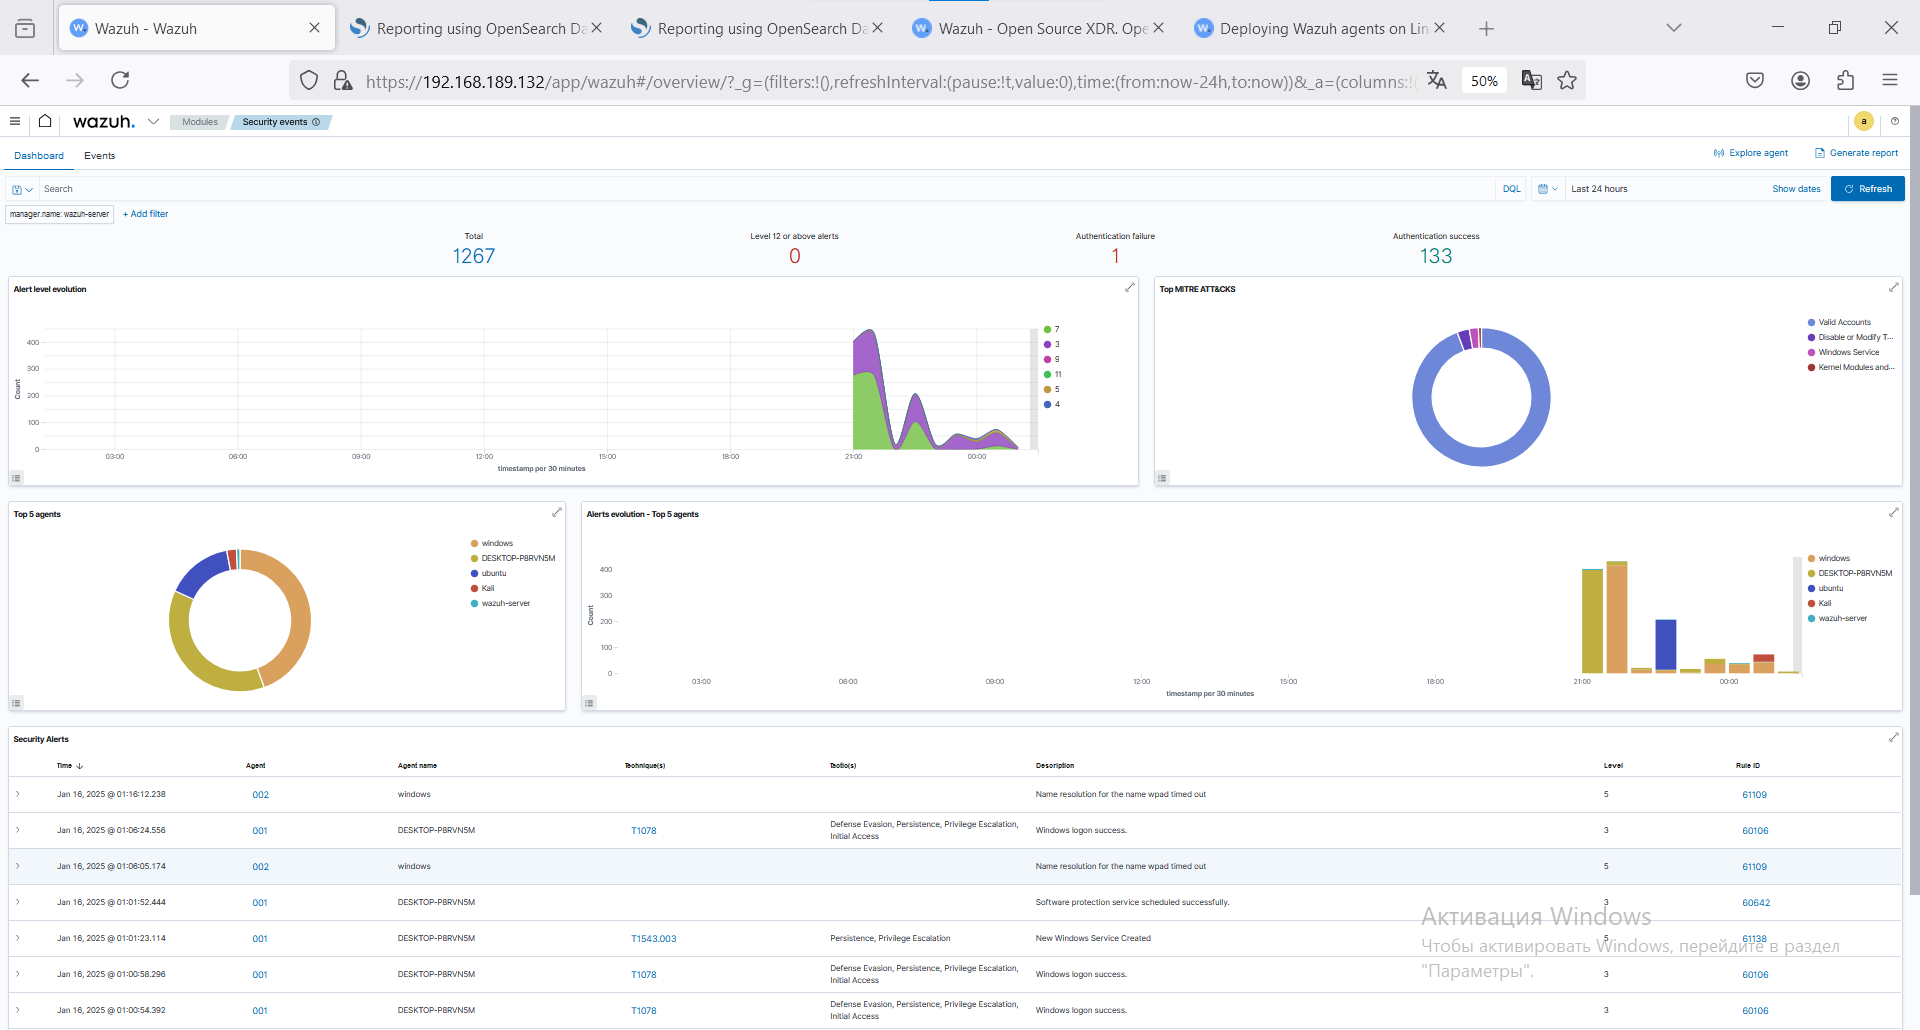 Wazuh - Wazuh
Reporting using OpenSearch Da
Reporting using OpenSearch Da
Wazuh - Open Source XDR. Ope
Deploying Wazuh agents on Lin
https://192.168.189.132/app/wazuh#/overview/?_g=(filters:!(),refreshInterval:(pause:!t,value:0),time:(from:now-24h,to:now))&_a=(columns:!(
50%
wazuh.
Modules
Security events
a
Dashboard
Events
Explore agent
Generate report
Search
DQL
Last 24 hours
Show dates
Refresh
manager.name: wazuh-server
+ Add filter
Total
1267
Level 12 or above alerts
0
Authentication failure
1
Authentication success
133
Alert level evolution
Count
400
300
200
100
0
03:00 06:00 09:00 12:00 15:00 18:00 21:00 00:00
timestamp per 30 minutes
7
3
9
11
5
4
Top MITRE ATT&CKS
Valid Accounts
Disable or Modify T...
Windows Service
Kernel Modules and...
Top 5 agents
windows
DESKTOP-P8RVN5M
ubuntu
Kali
wazuh-server
Alerts evolution - Top 5 agents
Count
400
300
200
100
0
03:00 06:00 09:00 12:00 15:00 18:00 21:00 00:00
timestamp per 30 minutes
windows
DESKTOP-P8RVN5M
ubuntu
Kali
wazuh-server
Security Alerts
Time Agent Agent name Technique(s) Tactic(s) Description Level Rule ID
Jan 16, 2025 @ 01:16:12.238 002 windows Name resolution for the name wpad timed out 5 61109
Jan 16, 2025 @ 01:06:24.556 001 DESKTOP-P8RVN5M T1078 Defense Evasion, Persistence, Privilege Escalation, Initial Access Windows logon success. 3 60106
Jan 16, 2025 @ 01:06:05.174 002 windows Name resolution for the name wpad timed out 5 61109
Jan 16, 2025 @ 01:01:52.444 001 DESKTOP-P8RVN5M Software protection service scheduled successfully. 3 60642
Jan 16, 2025 @ 01:01:23.114 001 DESKTOP-P8RVN5M T1543.003 Persistence, Privilege Escalation New Windows Service Created 5 61138
Jan 16, 2025 @ 01:00:58.296 001 DESKTOP-P8RVN5M T1078 Defense Evasion, Persistence, Privilege Escalation, Initial Access Windows logon success. 3 60106
Jan 16, 2025 @ 01:00:54.392 001 DESKTOP-P8RVN5M T1078 Defense Evasion, Persistence, Privilege Escalation, Initial Access Windows logon success. 3 60106
Активация Windows
Чтобы активировать Windows, перейдите в раздел
"Параметры".